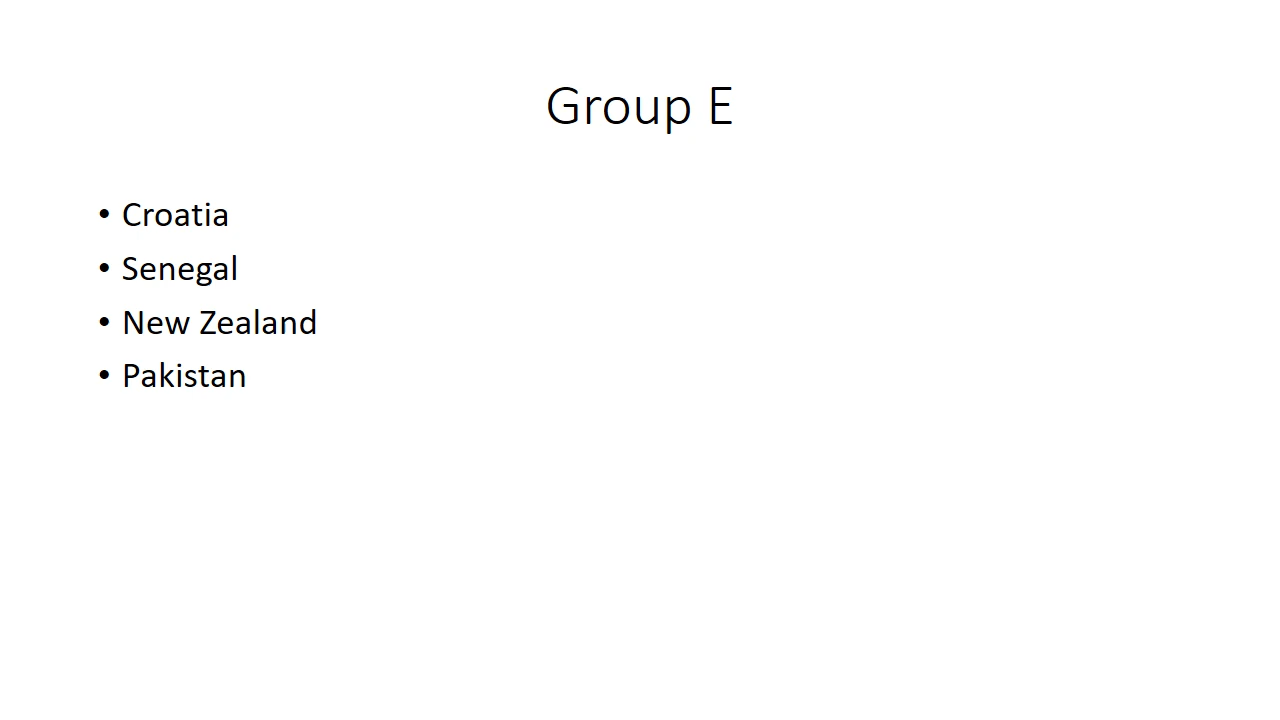 Group E
• Croatia
• Senegal
• New Zealand
• Pakistan